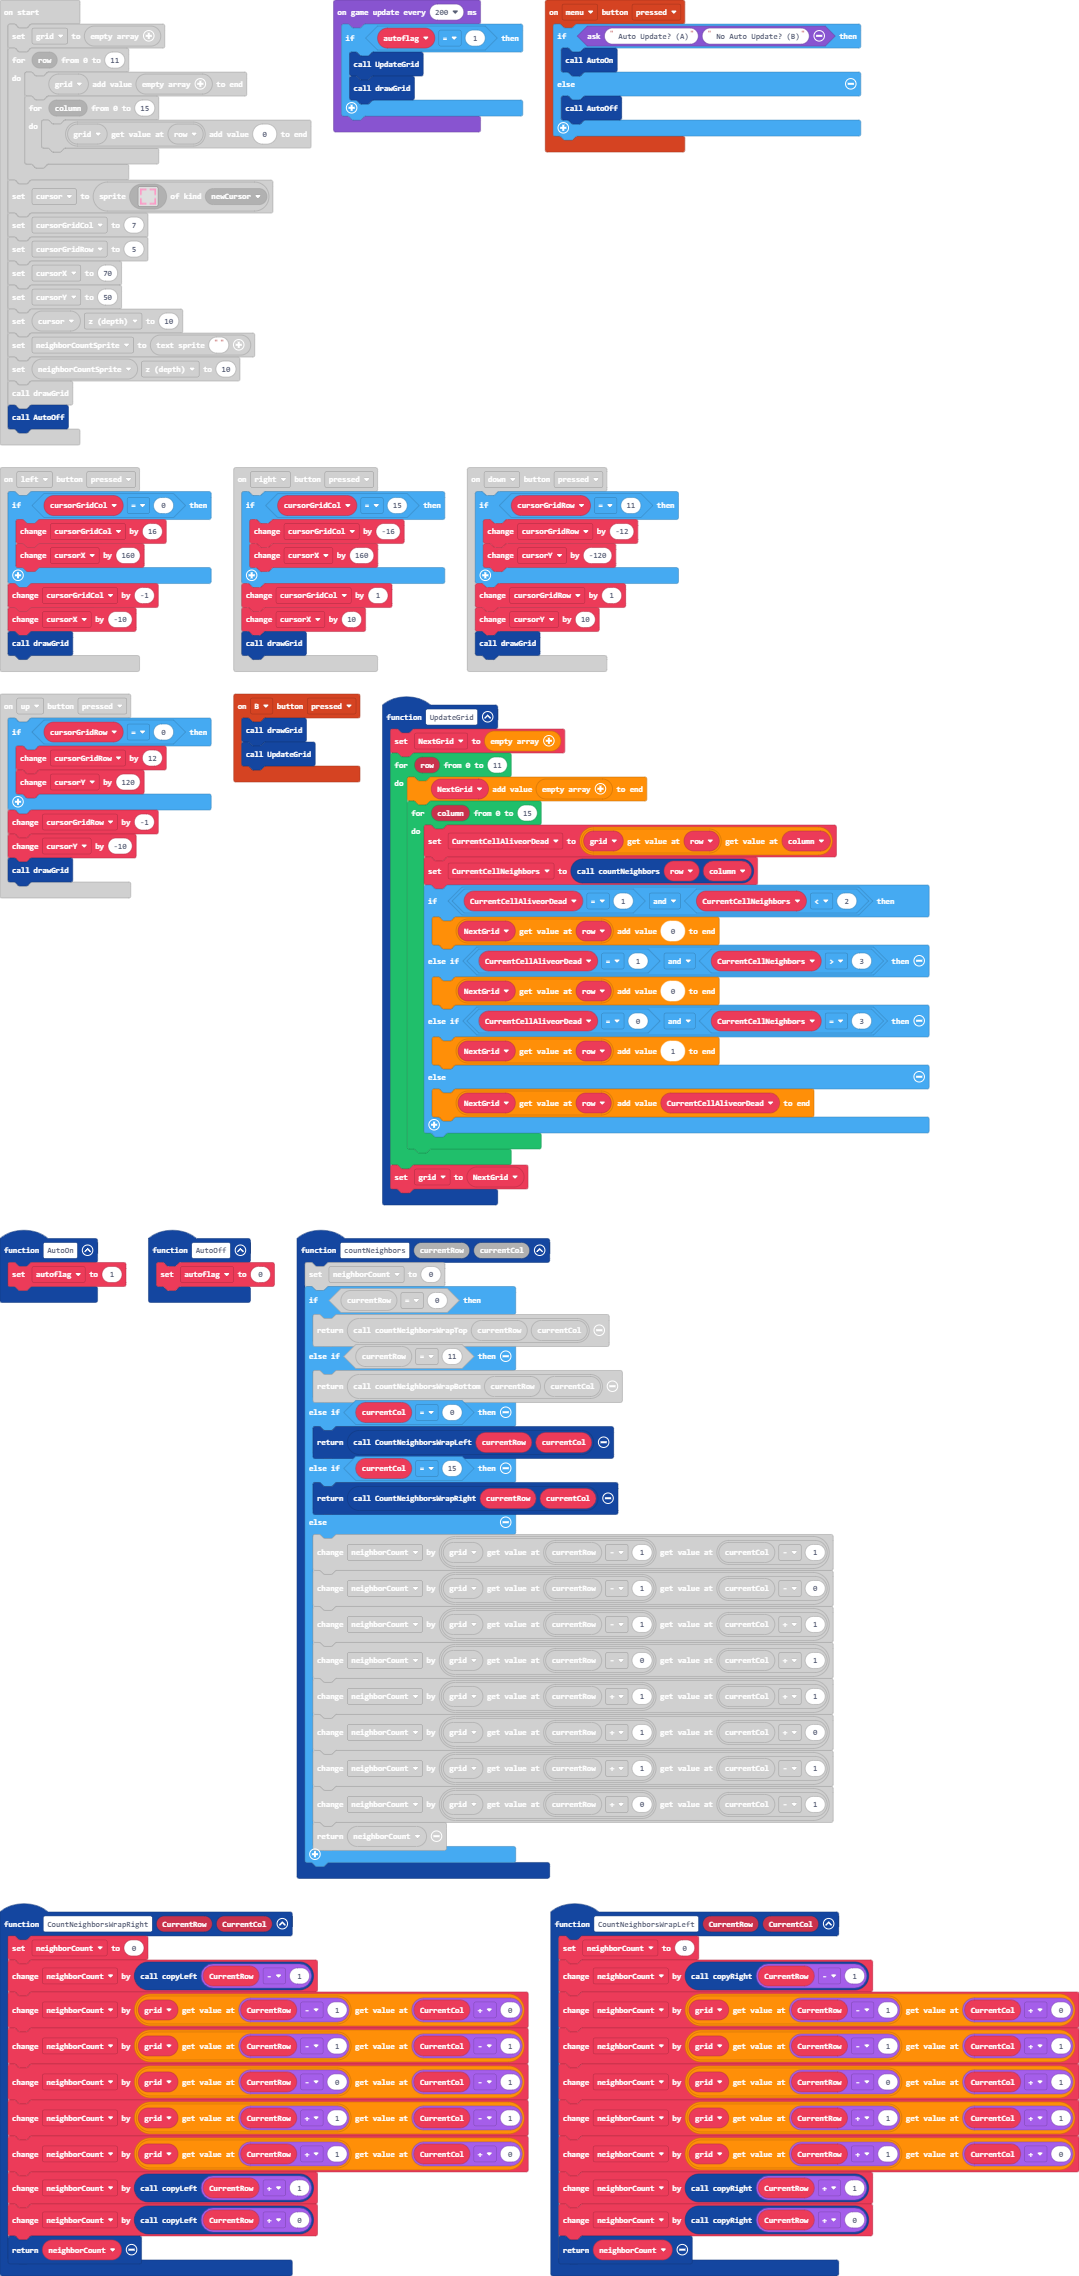 on start
set grid to empty array
for row from 0 to 11
do grid add value empty array to end
for column from 0 to 15
do grid get value at row add value 0 to end
set cursor to sprite of kind newCursor
set cursorGridCol to 7
set cursorGridRow to 5
set cursorX to 70
set cursorY to 50
set cursor z (depth) to 10
set neighborCountSprite to text sprite " "
set neighborCountSprite z (depth) to 10
call drawGrid
call AutoOff
on game update every 200 ms
if autoflag = 1 then
call UpdateGrid
call drawGrid
on menu button pressed
if ask " Auto Update? (A) " " No Auto Update? (B) " then
call AutoOn
else
call AutoOff
on left button pressed
if cursorGridCol = 0 then
change cursorGridCol by 16
change cursorX by 160
change cursorGridCol by -1
change cursorX by -10
call drawGrid
on right button pressed
if cursorGridCol = 15 then
change cursorGridCol by -16
change cursorX by 160
change cursorGridCol by 1
change cursorX by 10
call drawGrid
on down button pressed
if cursorGridRow = 11 then
change cursorGridRow by -12
change cursorY by -120
change cursorGridRow by 1
change cursorY by 10
call drawGrid
on up button pressed
if cursorGridRow = 0 then
change cursorGridRow by 12
change cursorY by 120
change cursorGridRow by -1
change cursorY by -10
call drawGrid
on B button pressed
call drawGrid
call UpdateGrid
function UpdateGrid
set NextGrid to empty array
for row from 0 to 11
do NextGrid add value empty array to end
for column from 0 to 15
do set CurrentCellAliveorDead to grid get value at row get value at column
set CurrentCellNeighbors to call countNeighbors row column
if CurrentCellAliveorDead = 1 and CurrentCellNeighbors < 2 then
NextGrid get value at row add value 0 to end
else if CurrentCellAliveorDead = 1 and CurrentCellNeighbors > 3 then
NextGrid get value at row add value 0 to end
else if CurrentCellAliveorDead = 0 and CurrentCellNeighbors = 3 then
NextGrid get value at row add value 1 to end
else
NextGrid get value at row add value CurrentCellAliveorDead to end
set grid to NextGrid
function AutoOn
set autoflag to 1
function AutoOff
set autoflag to 0
function countNeighbors currentRow currentCol
set neighborCount to 0
if currentRow = 0 then
return call countNeighborsWrapTop currentRow currentCol
else if currentRow = 11 then
return call countNeighborsWrapBottom currentRow currentCol
else if currentCol = 0 then
return call CountNeighborsWrapLeft currentRow currentCol
else if currentCol = 15 then
return call CountNeighborsWrapRight currentRow currentCol
else
change neighborCount by grid get value at currentRow - 1 get value at currentCol - 1
change neighborCount by grid get value at currentRow - 1 get value at currentCol - 0
change neighborCount by grid get value at currentRow - 1 get value at currentCol + 1
change neighborCount by grid get value at currentRow - 0 get value at currentCol + 1
change neighborCount by grid get value at currentRow + 1 get value at currentCol + 1
change neighborCount by grid get value at currentRow + 1 get value at currentCol + 0
change neighborCount by grid get value at currentRow + 1 get value at currentCol - 1
change neighborCount by grid get value at currentRow + 0 get value at currentCol - 1
return neighborCount
function CountNeighborsWrapRight CurrentRow CurrentCol
set neighborCount to 0
change neighborCount by call copyLeft CurrentRow - 1
change neighborCount by grid get value at CurrentRow - 1 get value at CurrentCol + 0
change neighborCount by grid get value at CurrentRow - 1 get value at CurrentCol - 1
change neighborCount by grid get value at CurrentRow - 0 get value at CurrentCol - 1
change neighborCount by grid get value at CurrentRow + 1 get value at CurrentCol - 1
change neighborCount by grid get value at CurrentRow + 1 get value at CurrentCol + 0
change neighborCount by call copyLeft CurrentRow + 1
change neighborCount by call copyLeft CurrentRow + 0
return neighborCount
function CountNeighborsWrapLeft CurrentRow CurrentCol
set neighborCount to 0
change neighborCount by call copyRight CurrentRow - 1
change neighborCount by grid get value at CurrentRow - 1 get value at CurrentCol + 0
change neighborCount by grid get value at CurrentRow - 1 get value at CurrentCol + 1
change neighborCount by grid get value at CurrentRow - 0 get value at CurrentCol + 1
change neighborCount by grid get value at CurrentRow + 1 get value at CurrentCol + 1
change neighborCount by grid get value at CurrentRow + 1 get value at CurrentCol - 0
change neighborCount by call copyRight CurrentRow + 1
change neighborCount by call copyRight CurrentRow + 0
return neighborCount